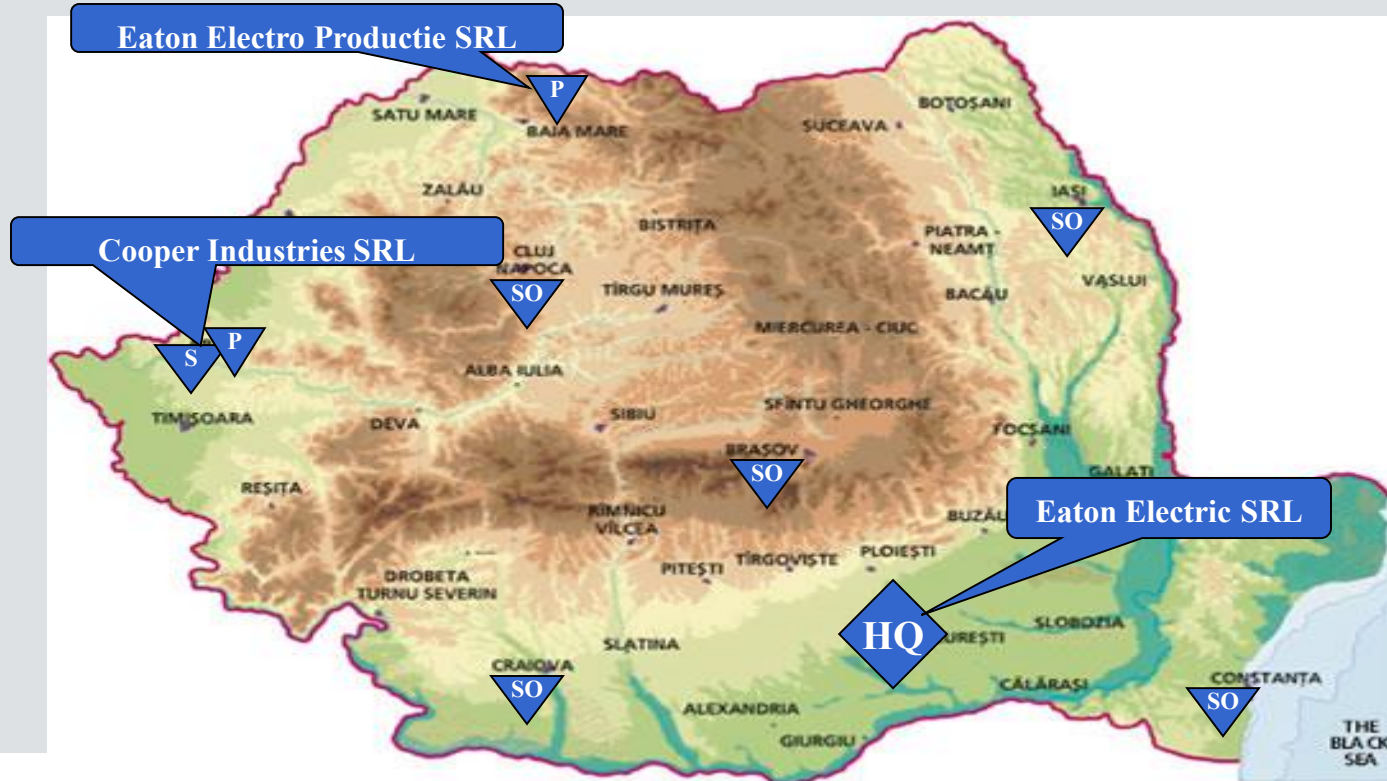 Eaton Electro Productie SRL
P
SATU MARE
BAIA MARE
BOTOȘANI
SUCEAVA
ZALĂU
IAȘI
SO
BISTRIȚA
PIATRA -
NEAMȚ
Cooper Industries SRL
CLUJ
NAPOCA
SO
TÎRGU MUREȘ
BACĂU
VASLUI
MIERCUREA - CIUC
S
P
ALBA IULIA
TIMIȘOARA
DEVA
SIBIU
SFÎNTU GHEORGHE
FOCȘANI
BRAȘOV
SO
GALAȚI
REȘIȚA
RÎMNICU
VÎLCEA
BUZĂU
Eaton Electric SRL
PITEȘTI
TÎRGOVIȘTE
PLOIEȘTI
DROBETA
TURNU SEVERIN
HQ
UREȘTI
SLOBOZIA
SLATINA
CRAIOVA
SO
CĂLĂRAȘI
CONSTANȚA
SO
ALEXANDRIA
GIURGIU
THE
BLACK
SEA